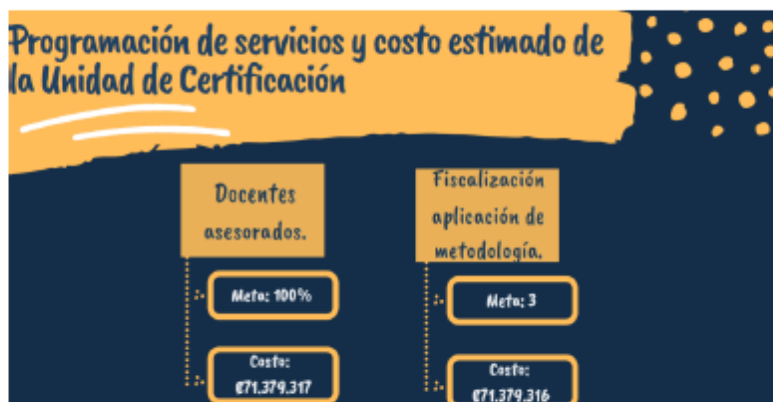 Programación de servicios y costo estimado de
la Unidad de Certificación
Docentes
asesorados.
Meta: 100%
Costo:
₡71.379.317
Fiscalización
aplicación de
metodología.
Meta: 3
Costo:
₡71.379.316